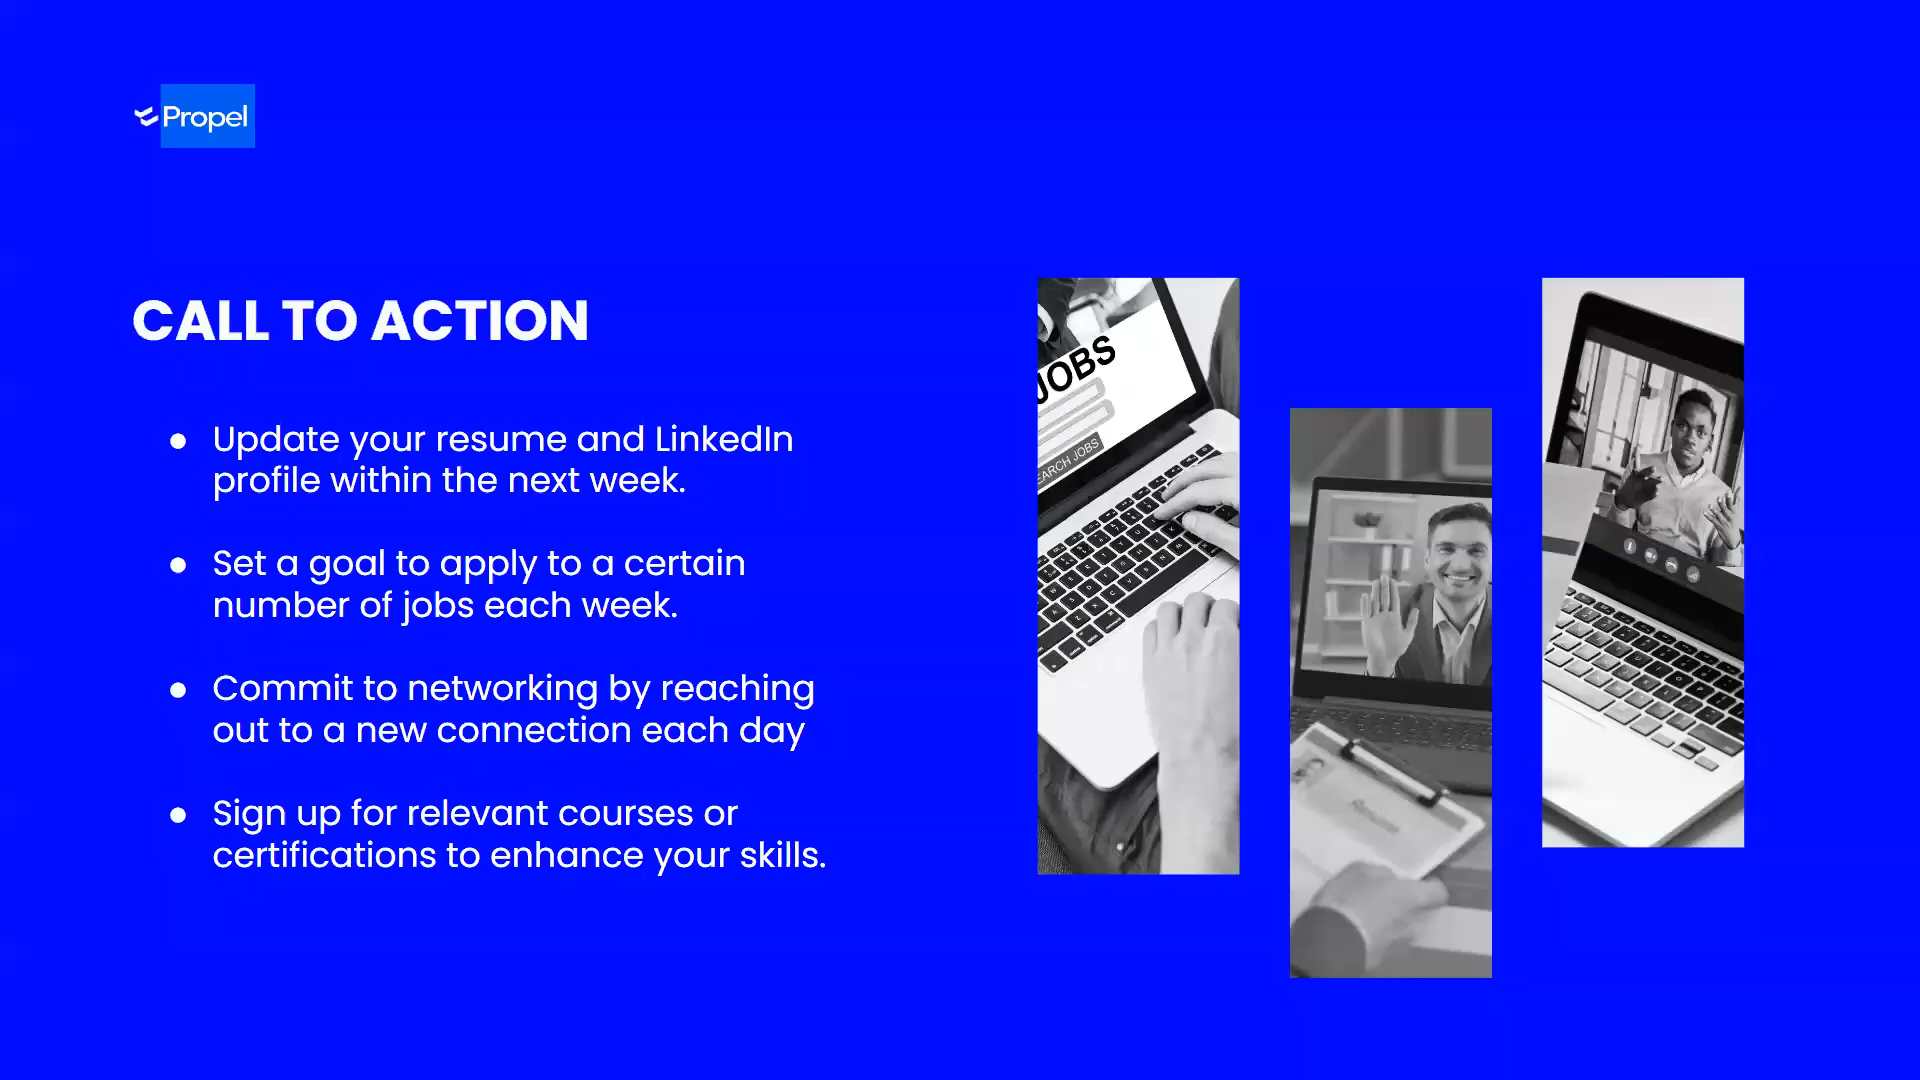 Propel
CALL TO ACTION
● Update your resume and LinkedIn
profile within the next week.
● Set a goal to apply to a certain
number of jobs each week.
● Commit to networking by reaching
out to a new connection each day
● Sign up for relevant courses or
certifications to enhance your skills.
JOBS
EARCH JOBS